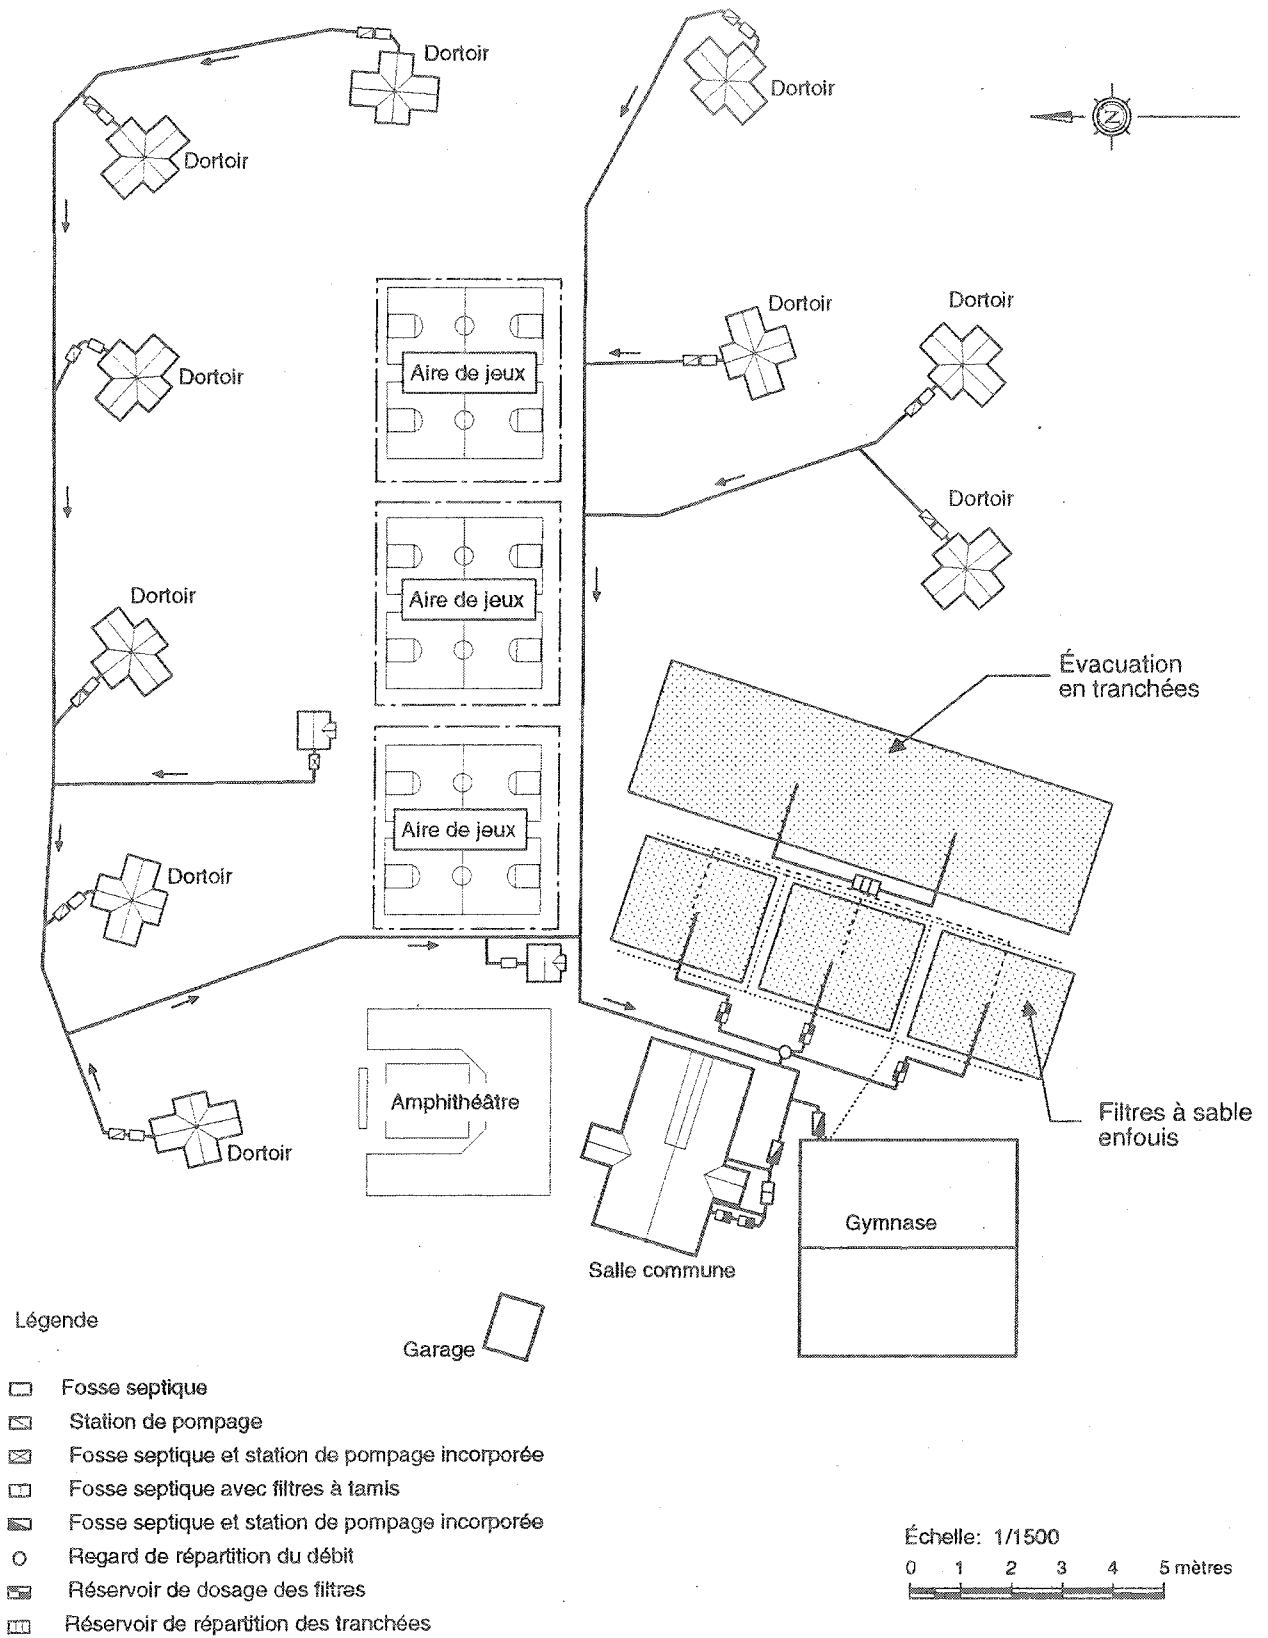 Dortoir
Dortoir
Dortoir
N
Dortoir
Dortoir
Dortoir
Dortoir
Aire de jeux
Dortoir
Aire de jeux
Dortoir
Évacuation
en tranchées
Aire de jeux
Dortoir
Amphithéâtre
Dortoir
Filtres à sable
enfouis
Gymnase
Salle commune
Garage
Légende
Fosse septique
Station de pompage
Fosse septique et station de pompage incorporée
Fosse septique avec filtres à tamis
Fosse septique et station de pompage incorporée
Regard de répartition du débit
Réservoir de dosage des filtres
Réservoir de répartition des tranchées
Échelle: 1/1500
0 1 2 3 4 5 mètres